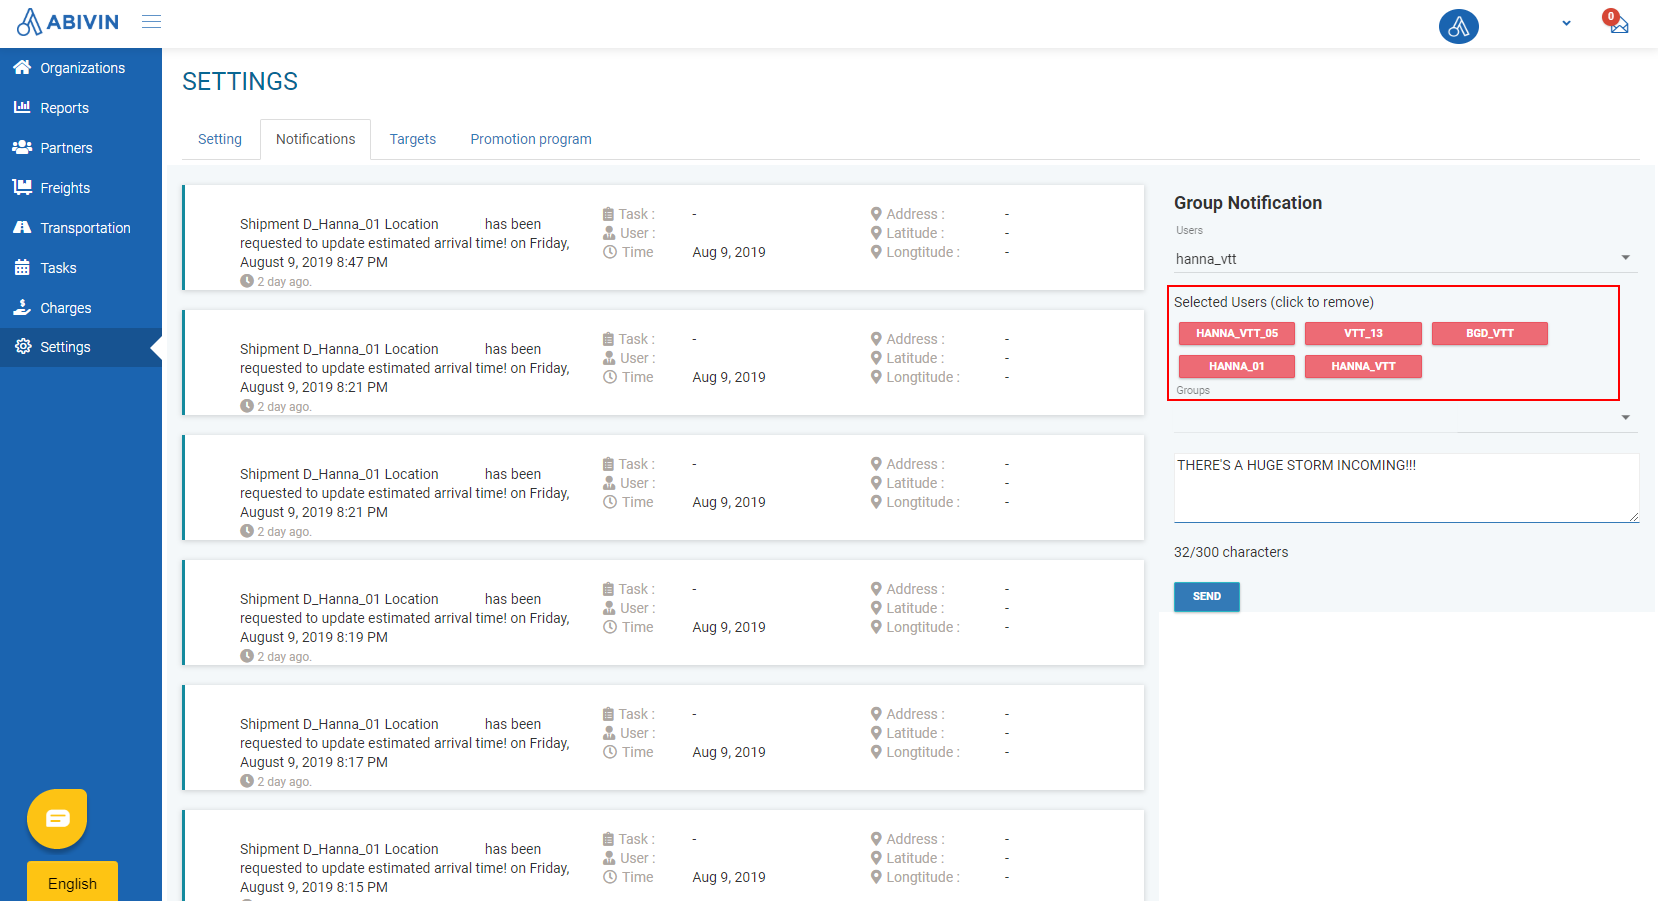 ABIVIN
0
Organizations
Reports
Partners
Freights
Transportation
Tasks
Charges
Settings
English
SETTINGS
Setting
Notifications
Targets
Promotion program
Shipment D_Hanna_01 Location has been
requested to update estimated arrival time! on Friday,
August 9, 2019 8:47 PM
2 day ago.
Task : -
User :
Time Aug 9, 2019
Address : -
Latitude : -
Longtitude : -
Shipment D_Hanna_01 Location has been
requested to update estimated arrival time! on Friday,
August 9, 2019 8:21 PM
2 day ago.
Task : -
User :
Time Aug 9, 2019
Address : -
Latitude : -
Longtitude : -
Shipment D_Hanna_01 Location has been
requested to update estimated arrival time! on Friday,
August 9, 2019 8:21 PM
2 day ago.
Task : -
User :
Time Aug 9, 2019
Address : -
Latitude : -
Longtitude : -
Shipment D_Hanna_01 Location has been
requested to update estimated arrival time! on Friday,
August 9, 2019 8:19 PM
2 day ago.
Task : -
User :
Time Aug 9, 2019
Address : -
Latitude : -
Longtitude : -
Shipment D_Hanna_01 Location has been
requested to update estimated arrival time! on Friday,
August 9, 2019 8:17 PM
2 day ago.
Task : -
User :
Time Aug 9, 2019
Address : -
Latitude : -
Longtitude : -
Shipment D_Hanna_01 Location has been
requested to update estimated arrival time! on Friday,
August 9, 2019 8:15 PM
Task : -
User :
Time Aug 9, 2019
Address : -
Latitude : -
Longtitude : -
Group Notification
Users
hanna_vtt
Selected Users (click to remove)
HANNA_VTT_05 VTT_13 BGD_VTT
HANNA_01 HANNA_VTT
Groups
THERE'S A HUGE STORM INCOMING!!!
32/300 characters
SEND